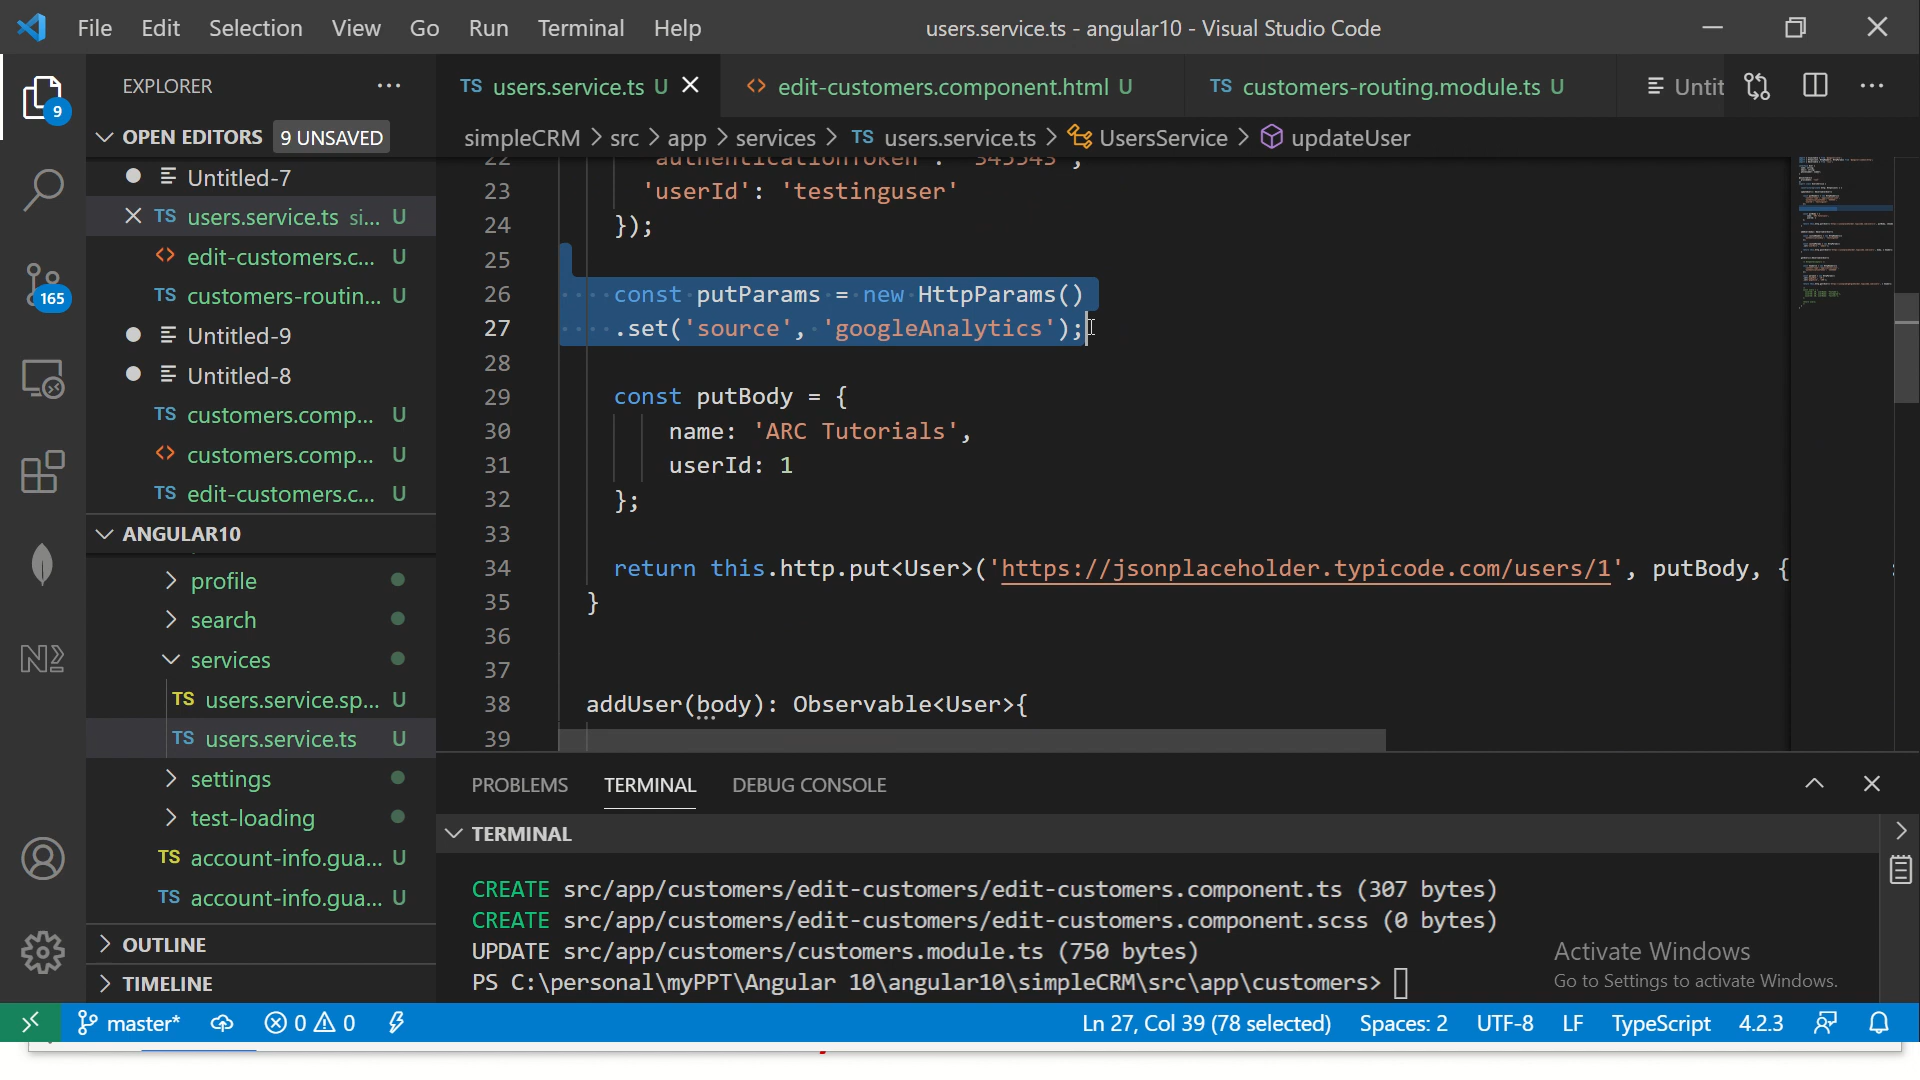 File Edit Selection View Go Run Terminal Help
users.service.ts - angular10 - Visual Studio Code
EXPLORER
9
OPEN EDITORS 9 UNSAVED
Untitled-7
users.service.ts si... U
edit-customers.c... U
customers-routin... U
Untitled-9
Untitled-8
customers.comp... U
customers.comp... U
edit-customers.c... U
165
ANGULAR10
profile
search
services
TS users.service.sp... U
TS users.service.ts U
settings
test-loading
TS account-info.gua... U
TS account-info.gua... U
OUTLINE
TIMELINE
TS users.service.ts U
edit-customers.component.html U
TS customers-routing.module.ts U
Untit
simpleCRM > src > app > services > TS users.service.ts > UsersService > updateUser
22 'authenticationToken': '345543',
23 'userId': 'testinguser'
24 });
25
26 const putParams = new HttpParams()
27 .set('source', 'googleAnalytics');
28
29 const putBody = {
30 name: 'ARC Tutorials',
31 userId: 1
32 };
33
34 return this.http.put<User>('https://jsonplaceholder.typicode.com/users/1', putBody, {
35 }
36
37
38 addUser(body): Observable<User>{
39
PROBLEMS TERMINAL DEBUG CONSOLE
TERMINAL
CREATE src/app/customers/edit-customers/edit-customers.component.ts (307 bytes)
CREATE src/app/customers/edit-customers/edit-customers.component.scss (0 bytes)
UPDATE src/app/customers/customers.module.ts (750 bytes)
PS C:\personal\myPPT\Angular 10\angular10\simpleCRM\src\app\customers>
Activate Windows
Go to Settings to activate Windows.
master* 0 0
Ln 27, Col 39 (78 selected) Spaces: 2 UTF-8 LF TypeScript 4.2.3